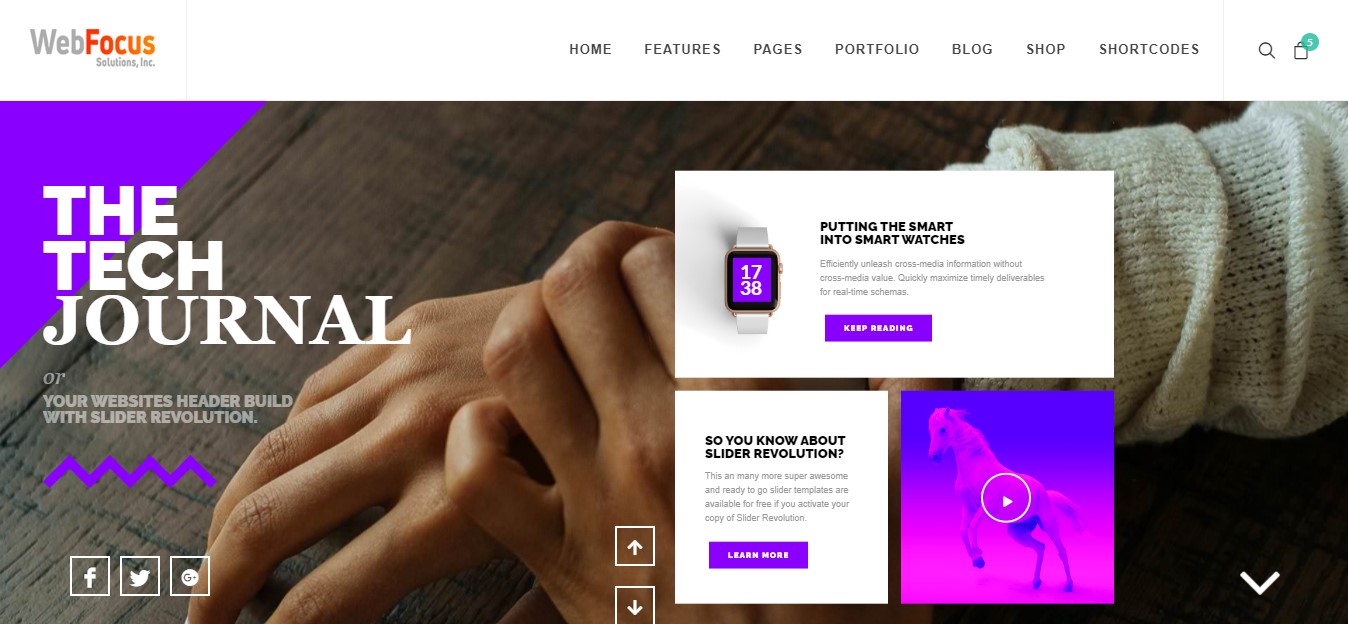 WebFocus
Solutions, Inc.
HOME FEATURES PAGES PORTFOLIO BLOG SHOP SHORTCODES
5
THE
TECH
JOURNAL
or
YOUR WEBSITES HEADER BUILD
WITH SLIDER REVOLUTION.
17
38
PUTTING THE SMART
INTO SMART WATCHES
Efficiently unleash cross-media information without
cross-media value. Quickly maximize timely deliverables
for real-time schemas.
KEEP READING
SO YOU KNOW ABOUT
SLIDER REVOLUTION?
This an many more super awesome
and ready to go slider templates are
available for free if you activate your
copy of Slider Revolution.
LEARN MORE
f
G+